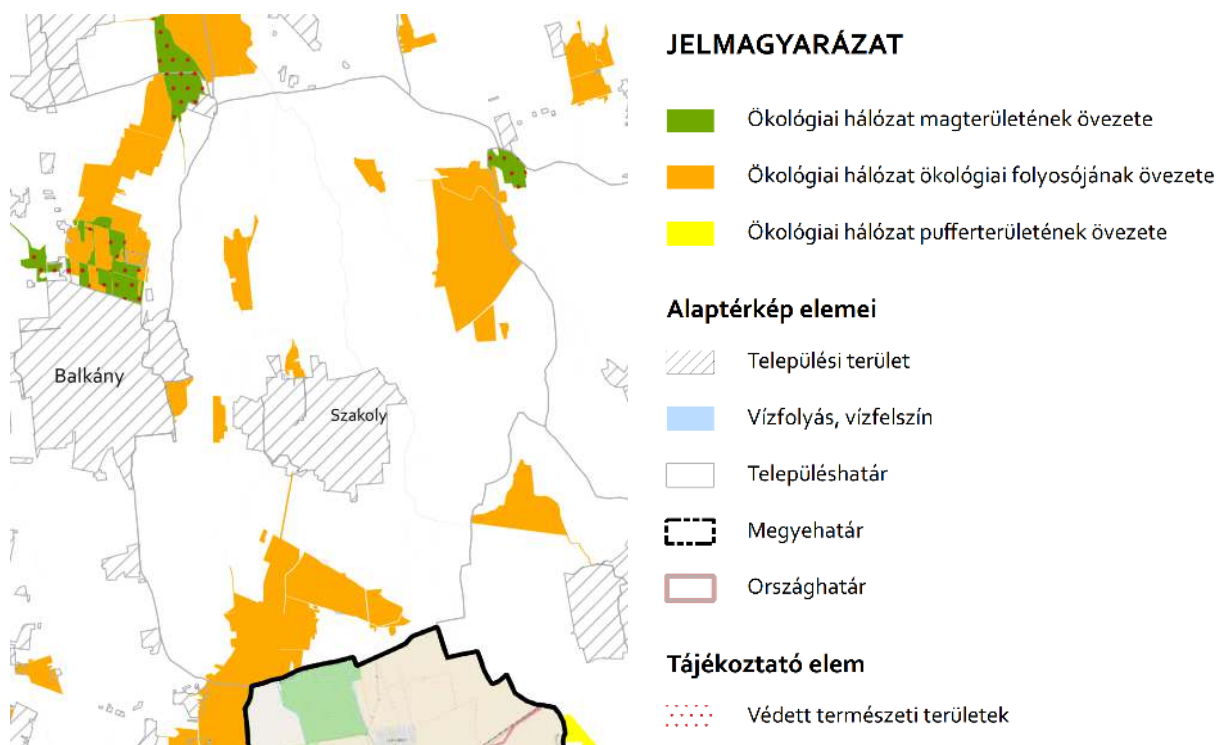 Balkány
Szakoly
JELMAGYARÁZAT
Ökológiai hálózat magterületének övezete
Ökológiai hálózat ökológiai folyosójának övezete
Ökológiai hálózat pufferterületének övezete
Alaptérkép elemei
Települési terület
Vízfolyás, vízfelszín
Településhatár
Megyehatár
Országhatár
Tájékoztató elem
Védett természeti területek